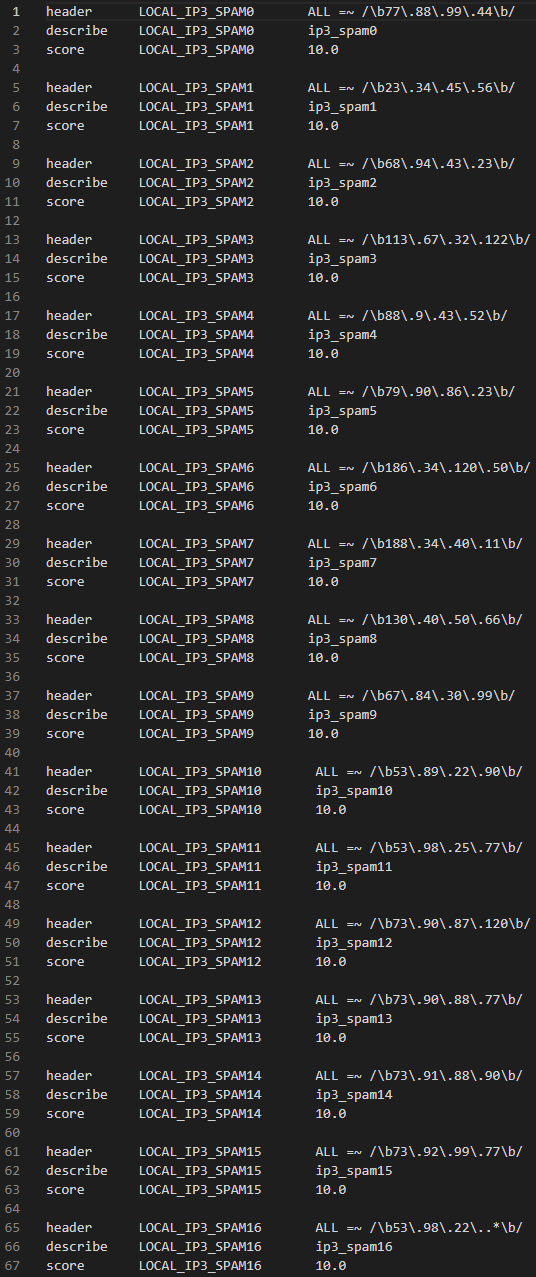 1 header LOCAL_IP3_SPAM0 ALL =~ /\b77\.88\.99\.44\b/
2 describe LOCAL_IP3_SPAM0 ip3_spam0
3 score LOCAL_IP3_SPAM0 10.0
4
5 header LOCAL_IP3_SPAM1 ALL =~ /\b23\.34\.45\.56\b/
6 describe LOCAL_IP3_SPAM1 ip3_spam1
7 score LOCAL_IP3_SPAM1 10.0
8
9 header LOCAL_IP3_SPAM2 ALL =~ /\b68\.94\.43\.23\b/
10 describe LOCAL_IP3_SPAM2 ip3_spam2
11 score LOCAL_IP3_SPAM2 10.0
12
13 header LOCAL_IP3_SPAM3 ALL =~ /\b113\.67\.32\.122\b/
14 describe LOCAL_IP3_SPAM3 ip3_spam3
15 score LOCAL_IP3_SPAM3 10.0
16
17 header LOCAL_IP3_SPAM4 ALL =~ /\b88\.9\.43\.52\b/
18 describe LOCAL_IP3_SPAM4 ip3_spam4
19 score LOCAL_IP3_SPAM4 10.0
20
21 header LOCAL_IP3_SPAM5 ALL =~ /\b79\.90\.86\.23\b/
22 describe LOCAL_IP3_SPAM5 ip3_spam5
23 score LOCAL_IP3_SPAM5 10.0
24
25 header LOCAL_IP3_SPAM6 ALL =~ /\b186\.34\.120\.50\b/
26 describe LOCAL_IP3_SPAM6 ip3_spam6
27 score LOCAL_IP3_SPAM6 10.0
28
29 header LOCAL_IP3_SPAM7 ALL =~ /\b188\.34\.40\.11\b/
30 describe LOCAL_IP3_SPAM7 ip3_spam7
31 score LOCAL_IP3_SPAM7 10.0
32
33 header LOCAL_IP3_SPAM8 ALL =~ /\b130\.40\.50\.66\b/
34 describe LOCAL_IP3_SPAM8 ip3_spam8
35 score LOCAL_IP3_SPAM8 10.0
36
37 header LOCAL_IP3_SPAM9 ALL =~ /\b67\.84\.30\.99\b/
38 describe LOCAL_IP3_SPAM9 ip3_spam9
39 score LOCAL_IP3_SPAM9 10.0
40
41 header LOCAL_IP3_SPAM10 ALL =~ /\b53\.89\.22\.90\b/
42 describe LOCAL_IP3_SPAM10 ip3_spam10
43 score LOCAL_IP3_SPAM10 10.0
44
45 header LOCAL_IP3_SPAM11 ALL =~ /\b53\.98\.25\.77\b/
46 describe LOCAL_IP3_SPAM11 ip3_spam11
47 score LOCAL_IP3_SPAM11 10.0
48
49 header LOCAL_IP3_SPAM12 ALL =~ /\b73\.90\.87\.120\b/
50 describe LOCAL_IP3_SPAM12 ip3_spam12
51 score LOCAL_IP3_SPAM12 10.0
52
53 header LOCAL_IP3_SPAM13 ALL =~ /\b73\.90\.88\.77\b/
54 describe LOCAL_IP3_SPAM13 ip3_spam13
55 score LOCAL_IP3_SPAM13 10.0
56
57 header LOCAL_IP3_SPAM14 ALL =~ /\b73\.91\.88\.90\b/
58 describe LOCAL_IP3_SPAM14 ip3_spam14
59 score LOCAL_IP3_SPAM14 10.0
60
61 header LOCAL_IP3_SPAM15 ALL =~ /\b73\.92\.99\.77\b/
62 describe LOCAL_IP3_SPAM15 ip3_spam15
63 score LOCAL_IP3_SPAM15 10.0
64
65 header LOCAL_IP3_SPAM16 ALL =~ /\b53\.98\.22\..*\b/
66 describe LOCAL_IP3_SPAM16 ip3_spam16
67 score LOCAL_IP3_SPAM16 10.0